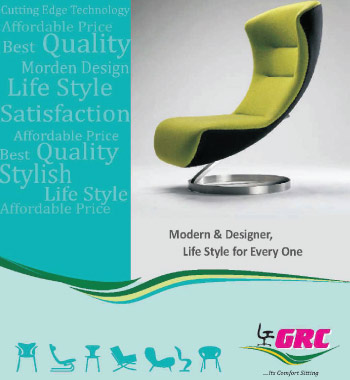 Cutting Edge Technology
Affordable Price
Best Quality
Morden Design
Life Style
Satisfaction
Affordable Price
Best Quality
Stylish
Life Style
Affordable Price
Modern & Designer,
Life Style for Every One
GRC
...its Comfort Sitting